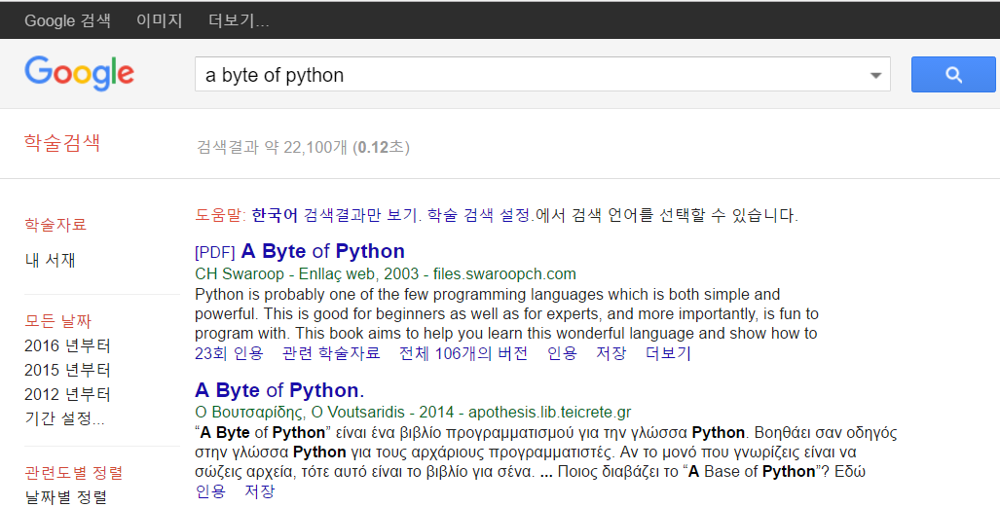 Google 검색 이미지 더보기...
Google
a byte of python
학술검색
검색결과 약 22,100개 (0.12초)
학술자료
내 서재
모든 날짜
2016 년부터
2015 년부터
2012 년부터
기간 설정...
관련도별 정렬
날짜별 정렬
도움말: 한국어 검색결과만 보기. 학술 검색 설정.에서 검색 언어를 선택할 수 있습니다.
[PDF] A Byte of Python
CH Swaroop - Enllaç web, 2003 - files.swaroopch.com
Python is probably one of the few programming languages which is both simple and
powerful. This is good for beginners as well as for experts, and more importantly, is fun to
program with. This book aims to help you learn this wonderful language and show how to
23회 인용 관련 학술자료 전체 106개의 버전 인용 저장 더보기
A Byte of Python.
Ο Βουτσαρίδης, O Voutsaridis - 2014 - apothesis.lib.teicrete.gr
“A Byte of Python” είναι ένα βιβλίο προγραμματισμού για την γλώσσα Python. Βοηθάει σαν οδηγός
στην γλώσσα Python για τους αρχάριους προγραμματιστές. Αν το μονό που γνωρίζεις είναι να
σώζεις αρχεία, τότε αυτό είναι το βιβλίο για σένα. ... Ποιος διαβάζει το “A Base of Python”? Εδώ
인용 저장